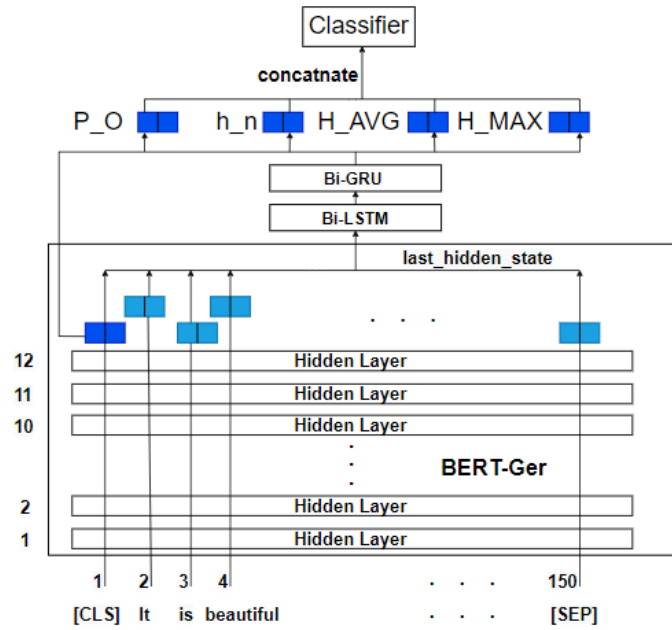 Classifier
concatnate
P_O h_n H_AVG H_MAX
Bi-GRU
Bi-LSTM
last_hidden_state
. . .
12 Hidden Layer
11 Hidden Layer
10 Hidden Layer
BERT-Ger
2 Hidden Layer
1 Hidden Layer
1 2 3 4 . . . 150
[CLS] It is beautiful . . . [SEP]